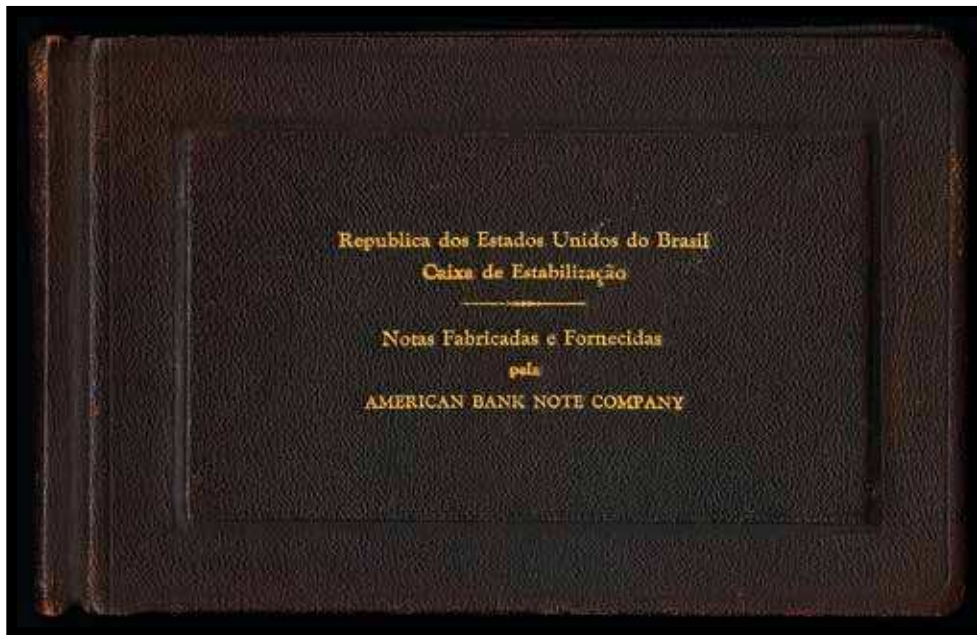 Republica dos Estados Unidos do Brasil
Caixa de Estabilização
Notas Fabricadas e Fornecidas
pela
AMERICAN BANK NOTE COMPANY